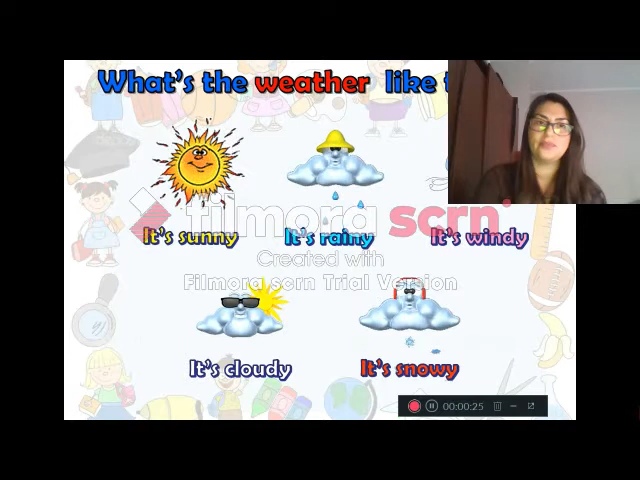 What's the weather like
filmora scrn
It's sunny It's rainy It's windy
Created with
Filmora scrn Trial Version
It's cloudy It's snowy
00:00:25